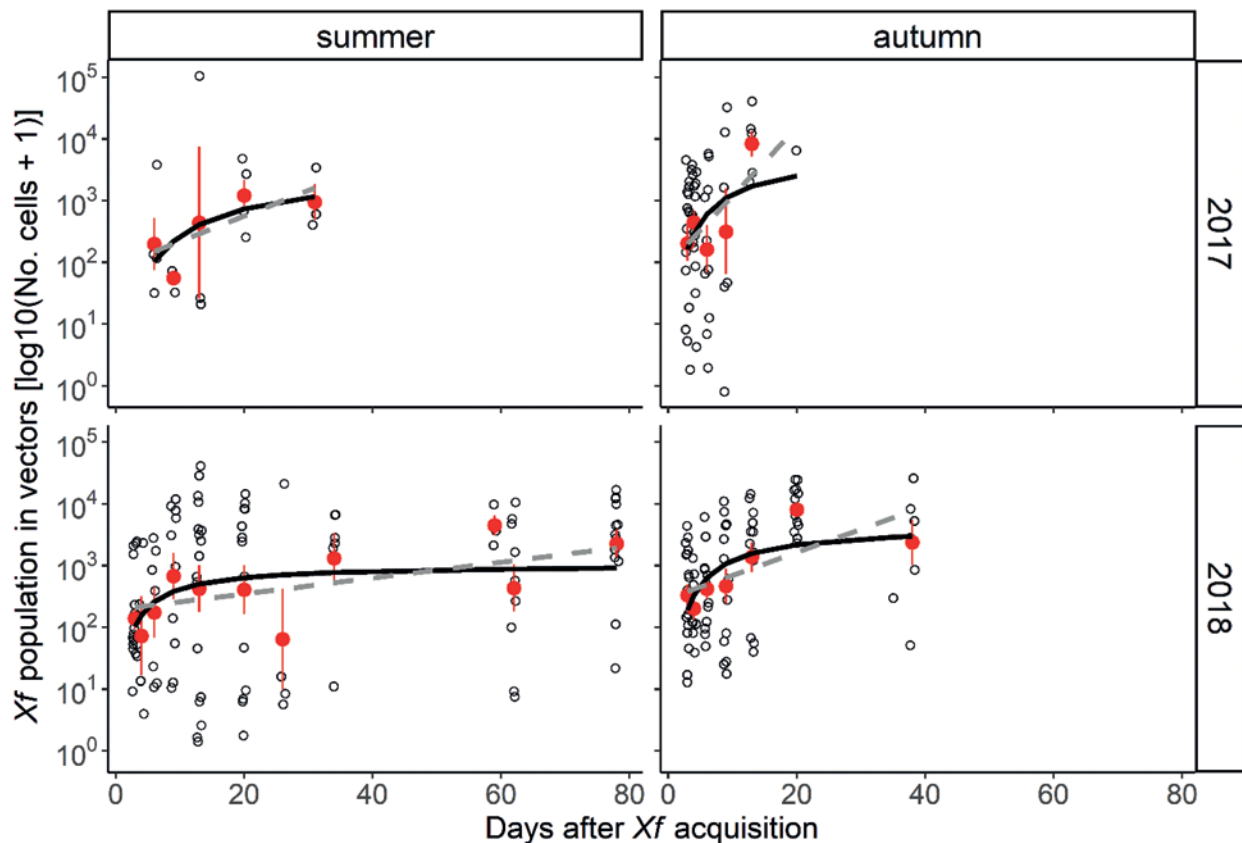 summer
autumn
2017
2018
Xf population in vectors [log10(No. cells + 1)]
10^5
10^4
10^3
10^2
10^1
10^0
10^5
10^4
10^3
10^2
10^1
10^0
0 20 40 60 80 0 20 40 60 80
Days after Xf acquisition